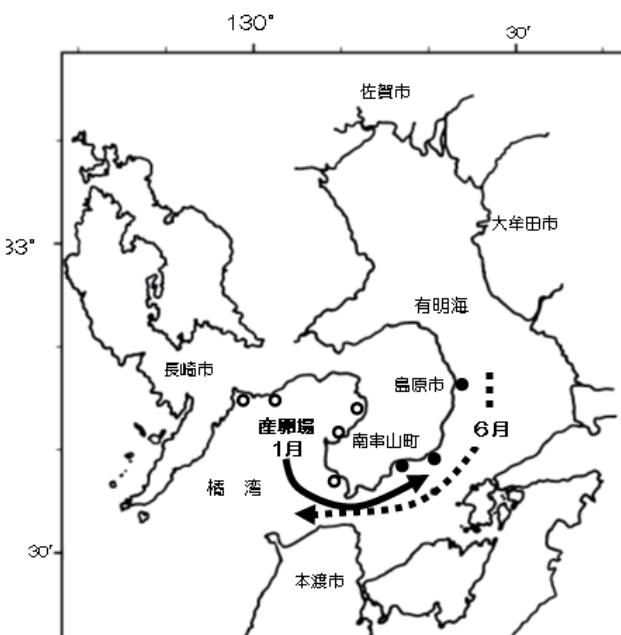 130°
30′
佐賀市
大牟田市
33°
有明海
長崎市
島原市
産卵場
1月
南串山町
6月
橘 湾
30′
本渡市